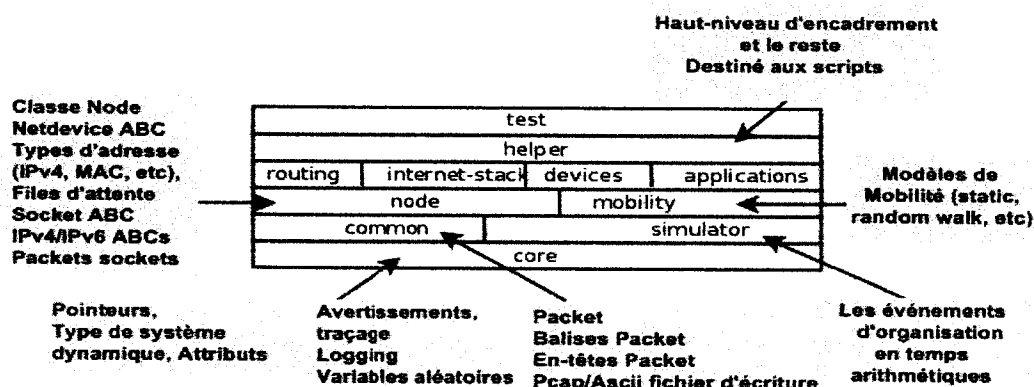 Haut-niveau d'encadrement
et le reste
Destiné aux scripts
Classe Node
Netdevice ABC
Types d'adresse
(IPv4, MAC, etc),
Files d'attente
Socket ABC
IPv4/IPv6 ABCs
Packets sockets
test
helper
routing internet-stack devices applications
node mobility
common simulator
core
Modèles de
Mobilité (static,
random walk, etc)
Pointeurs,
Type de système
dynamique, Attributs
Avertissements,
traçage
Logging
Variables aléatoires
Packet
Balises Packet
En-têtes Packet
Pcap/Ascii fichier d'écriture
Les événements
d'organisation
en temps
arithmétiques